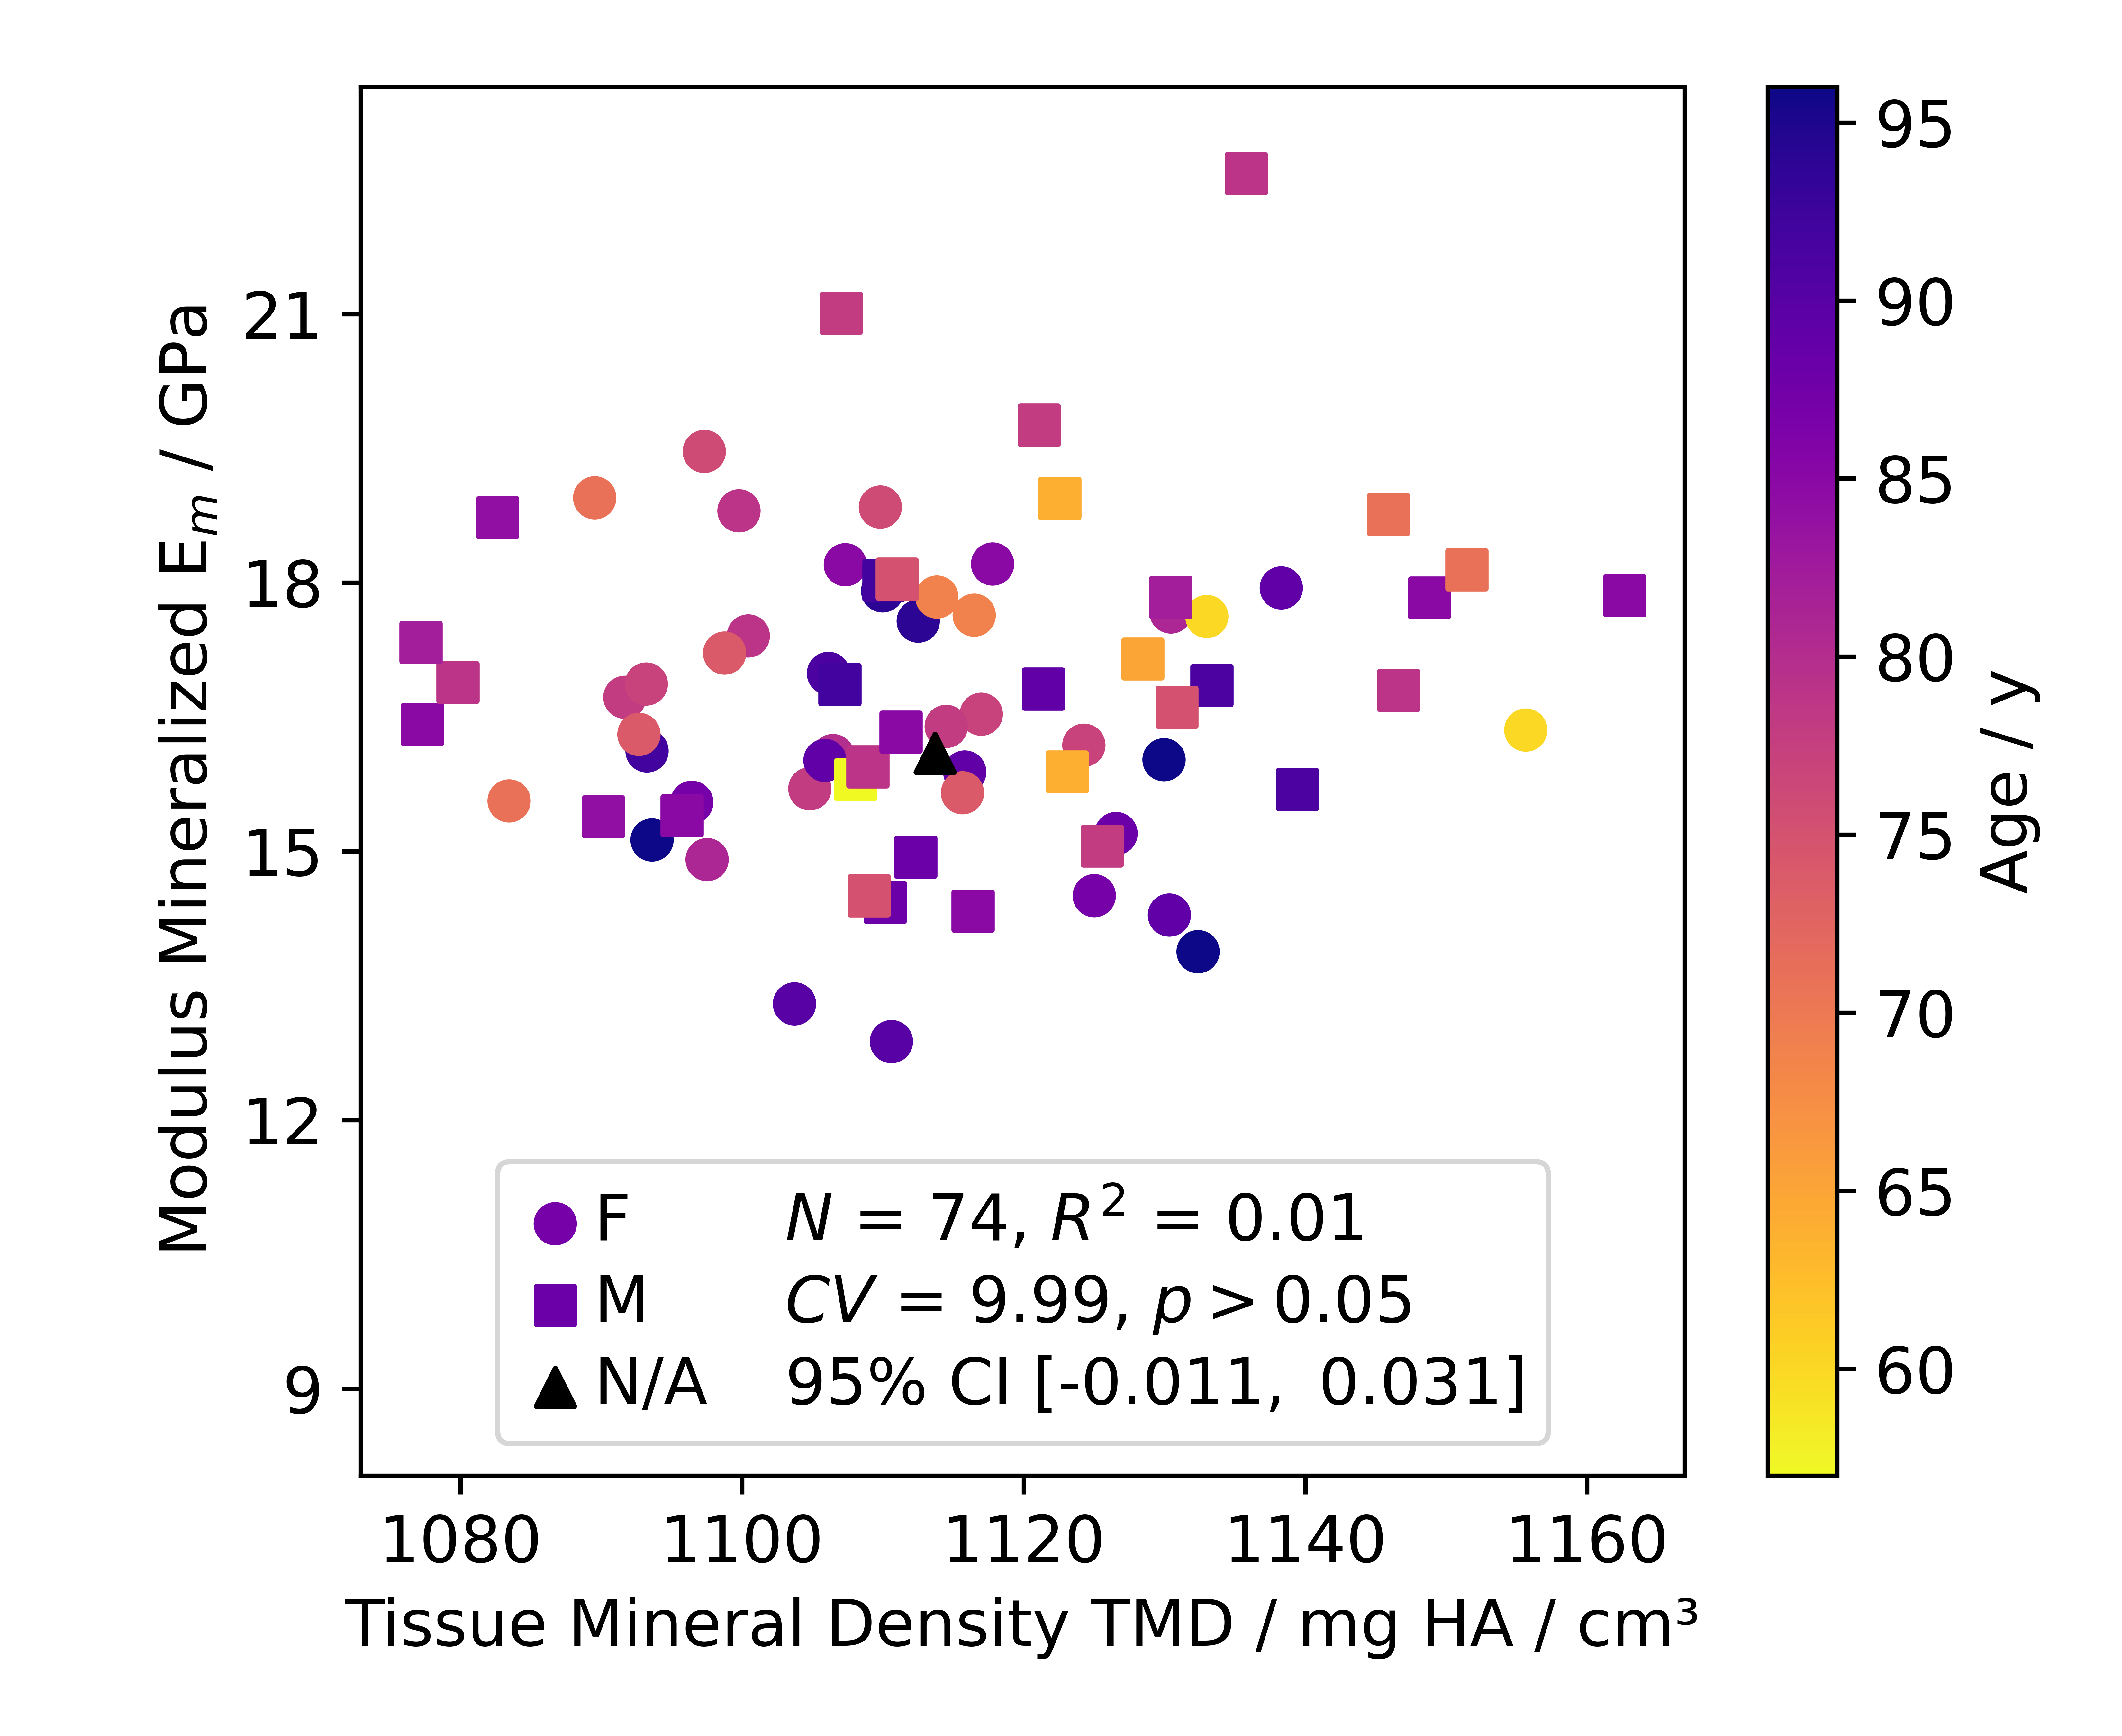 Modulus Mineralized Eₘ / GPa
21
18
15
12
9
F N = 74, R² = 0.01
M CV = 9.99, p > 0.05
N/A 95% CI [-0.011, 0.031]
1080 1100 1120 1140 1160
Tissue Mineral Density TMD / mg HA / cm³
95
90
85
80
75
70
65
60
Age / y